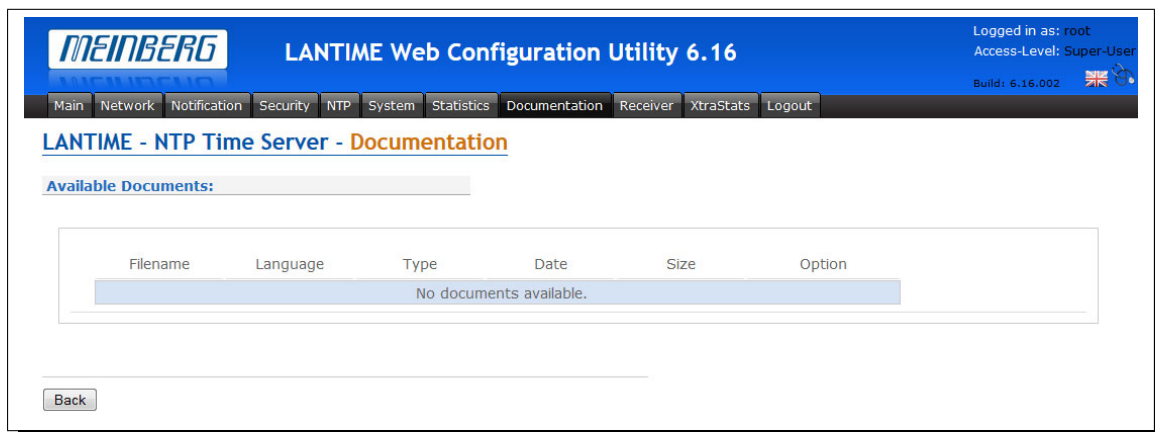 MEINBERG
LANTIME Web Configuration Utility 6.16
Logged in as: root
Access-Level: Super-User
Build: 6.16.002
Main Network Notification Security NTP System Statistics Documentation Receiver XtraStats Logout
LANTIME - NTP Time Server - Documentation
Available Documents:
Filename Language Type Date Size Option
No documents available.
Back